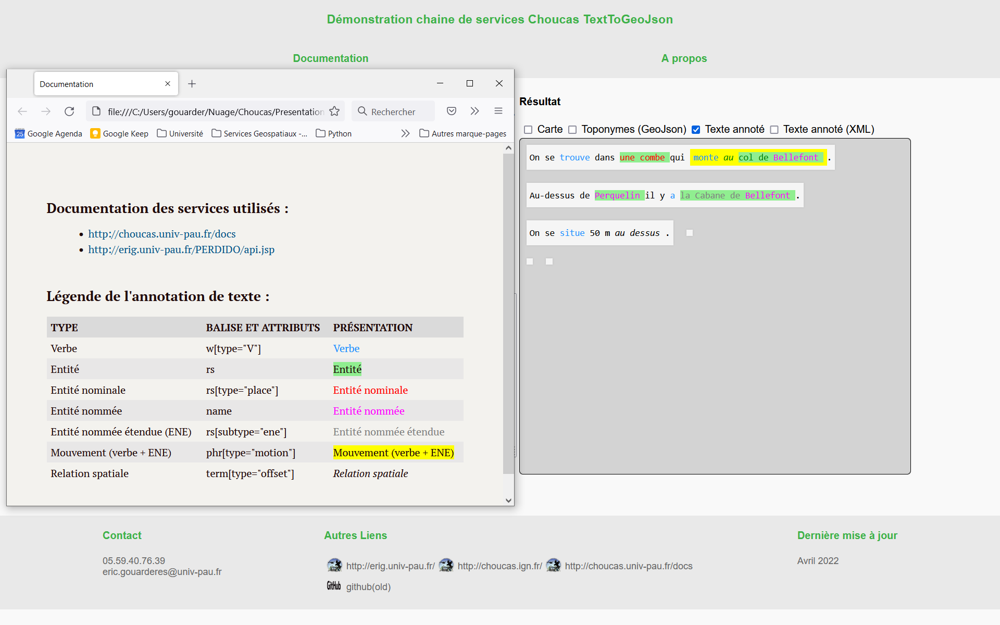 Démonstration chaine de services Choucas TextToGeoJson
Documentation A propos
Documentation
file:///C:/Users/gouarder/Nuage/Choucas/Presentation
Rechercher
25 Google Agenda Google Keep Université Services Geospatiaux -... Python Autres marque-pages
Documentation des services utilisés :
http://choucas.univ-pau.fr/docs
http://erig.univ-pau.fr/PERDIDO/api.jsp
Légende de l'annotation de texte :
TYPE BALISE ET ATTRIBUTS PRÉSENTATION
Verbe w[type="V"] Verbe
Entité rs Entité
Entité nominale rs[type="place"] Entité nominale
Entité nommée name Entité nommée
Entité nommée étendue (ENE) rs[subtype="ene"] Entité nommée étendue
Mouvement (verbe + ENE) phr[type="motion"] Mouvement (verbe + ENE)
Relation spatiale term[type="offset"] Relation spatiale
Résultat
Carte Toponymes (GeoJson) Texte annoté Texte annoté (XML)
On se trouve dans une combe qui monte au col de Bellefont .
Au-dessus de Perquelin il y a la Cabane de Bellefont .
On se situe 50 m au dessus .
Contact
05.59.40.76.39
eric.gouarderes@univ-pau.fr
Autres Liens
http://erig.univ-pau.fr/ http://choucas.ign.fr/ http://choucas.univ-pau.fr/docs
GitHub github(old)
Dernière mise à jour
Avril 2022